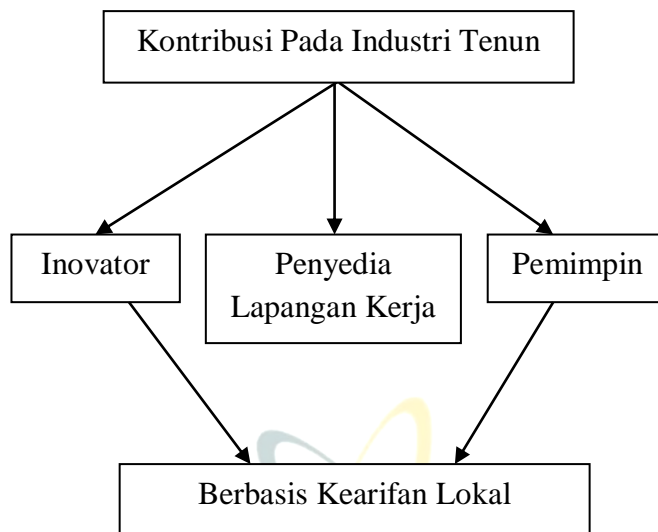 Kontribusi Pada Industri Tenun
Inovator
Penyedia
Lapangan Kerja
Pemimpin
Berbasis Kearifan Lokal